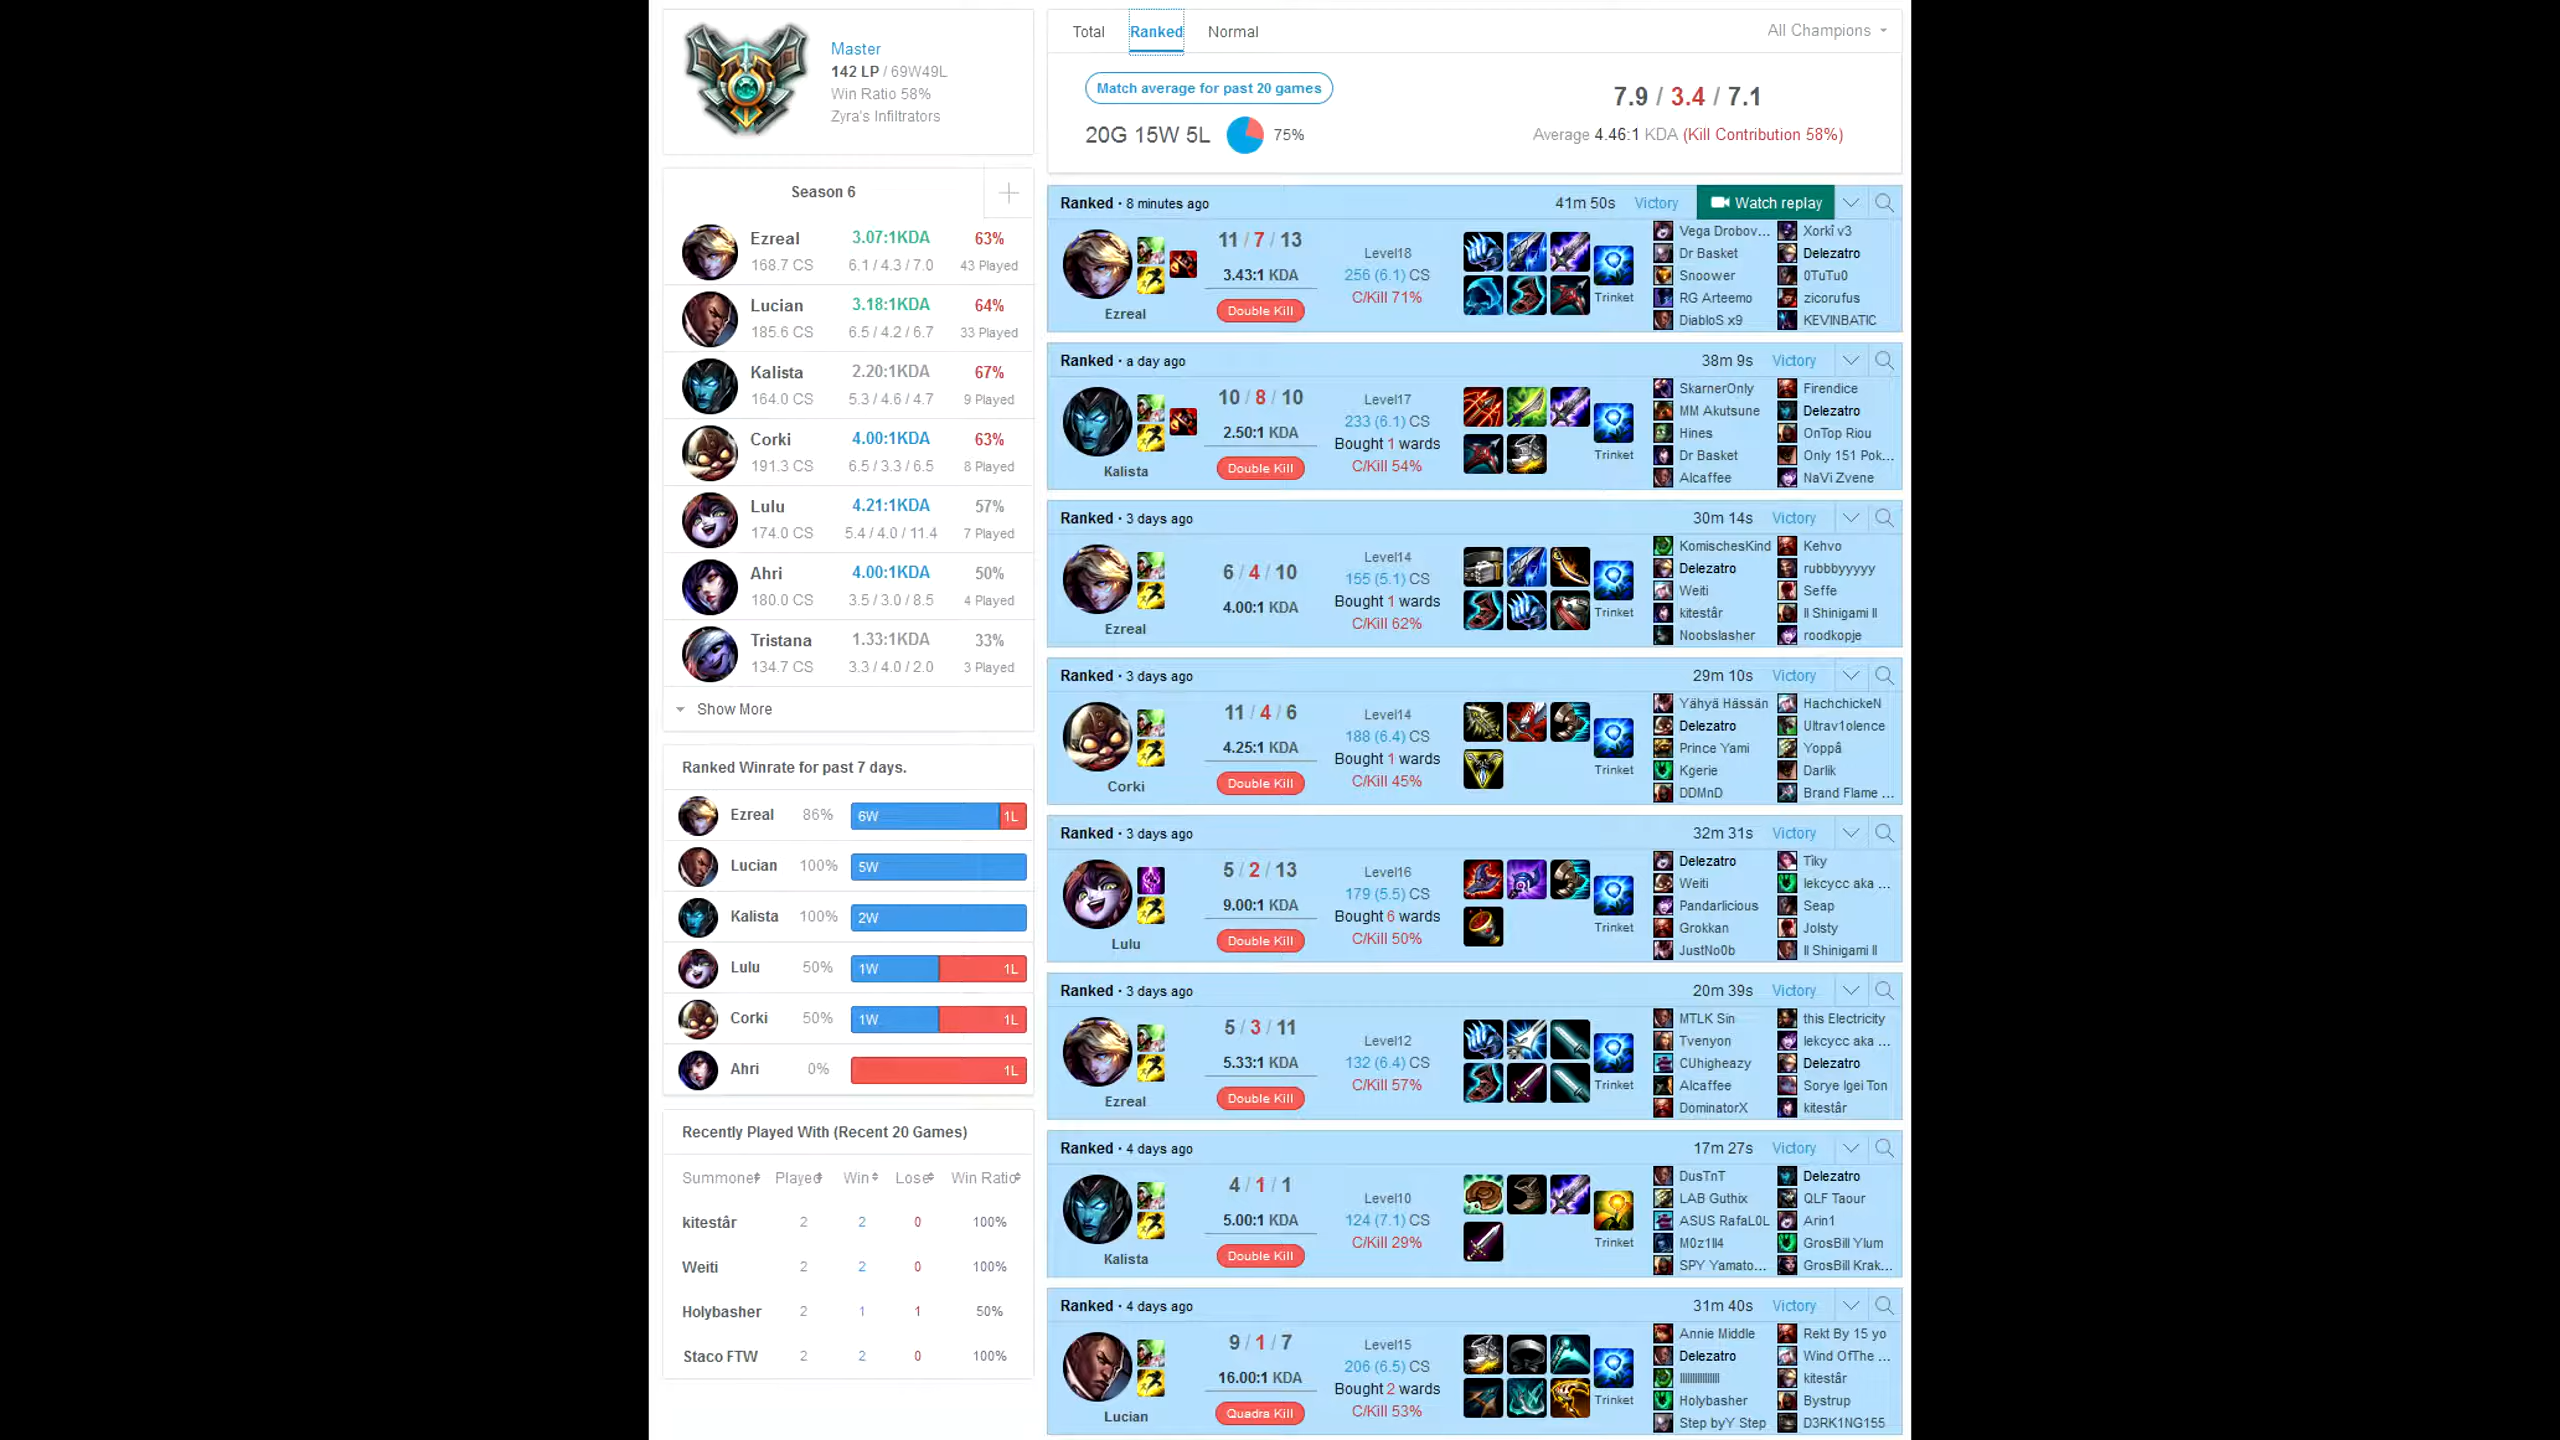 Master
142 LP / 69W49L
Win Ratio 58%
Zyra's Infiltrators
Season 6
Ezreal 3.07:1KDA 63%
168.7 CS 6.1 / 4.3 / 7.0 43 Played
Lucian 3.18:1KDA 64%
185.6 CS 6.5 / 4.2 / 6.7 33 Played
Kalista 2.20:1KDA 67%
164.0 CS 5.3 / 4.6 / 4.7 9 Played
Corki 4.00:1KDA 63%
191.3 CS 6.5 / 3.3 / 6.5 8 Played
Lulu 4.21:1KDA 57%
174.0 CS 5.4 / 4.0 / 11.4 7 Played
Ahri 4.00:1KDA 50%
180.0 CS 3.5 / 3.0 / 8.5 4 Played
Tristana 1.33:1KDA 33%
134.7 CS 3.3 / 4.0 / 2.0 3 Played
Show More
Ranked Winrate for past 7 days.
Ezreal 86% 6W 1L
Lucian 100% 5W
Kalista 100% 2W
Lulu 50% 1W 1L
Corki 50% 1W 1L
Ahri 0% 1L
Recently Played With (Recent 20 Games)
Summoner Played Win Lose Win Ratio
kitestâr 2 2 0 100%
Weiti 2 2 0 100%
Holybasher 2 1 1 50%
Staco FTW 2 2 0 100%
Total Ranked Normal All Champions
Match average for past 20 games
20G 15W 5L 75%
7.9 / 3.4 / 7.1
Average 4.46:1 KDA (Kill Contribution 58%)
Ranked · 8 minutes ago 41m 50s Victory Watch replay
Ezreal
11 / 7 / 13
3.43:1 KDA
Double Kill
Level18
256 (6.1) CS
C/Kill 71%
Trinket
Vega Drobov... Xorkî v3
Dr Basket Delezatro
Snoower 0TuTu0
RG Arteemo zicorufus
DiabloS x9 KEVINBATIC
Ranked · a day ago 38m 9s Victory
Kalista
10 / 8 / 10
2.50:1 KDA
Double Kill
Level17
233 (6.1) CS
Bought 1 wards
C/Kill 54%
Trinket
SkarnerOnly Firendice
MM Akutsune Delezatro
Hines OnTop Riou
Dr Basket Only 151 Pok...
Alcaffee NaVi Zvene
Ranked · 3 days ago 30m 14s Victory
Ezreal
6 / 4 / 10
4.00:1 KDA
Level14
155 (5.1) CS
Bought 1 wards
C/Kill 62%
Trinket
KomischesKind Kehvo
Delezatro rubbbyyyyy
Weiti Seffe
kitestâr II Shinigami II
Noobslasher roodkopje
Ranked · 3 days ago 29m 10s Victory
Corki
11 / 4 / 6
4.25:1 KDA
Double Kill
Level14
188 (6.4) CS
Bought 1 wards
C/Kill 45%
Trinket
Yähyä Hässän HachchickeN
Delezatro Ultrav1olence
Prince Yami Yoppâ
Kgerie Darlik
DDMnD Brand Flame ...
Ranked · 3 days ago 32m 31s Victory
Lulu
5 / 2 / 13
9.00:1 KDA
Double Kill
Level16
179 (5.5) CS
Bought 6 wards
C/Kill 50%
Trinket
Delezatro Tiky
Weiti lekcycc aka ...
Pandarlicious Seap
Grokkan Jolsty
JustNo0b II Shinigami II
Ranked · 3 days ago 20m 39s Victory
Ezreal
5 / 3 / 11
5.33:1 KDA
Double Kill
Level12
132 (6.4) CS
C/Kill 57%
Trinket
MTLK Sin this Electricity
Tvenyon lekcycc aka ...
CUhigheazy Delezatro
Alcaffee Sorye Igei Ton
DominatorX kitestâr
Ranked · 4 days ago 17m 27s Victory
Kalista
4 / 1 / 1
5.00:1 KDA
Double Kill
Level10
124 (7.1) CS
C/Kill 29%
Trinket
DusTnT Delezatro
LAB Guthix QLF Taour
ASUS RafaL0L Arin1
GrosBill Ylum
SPY Yamato... GrosBill Krak...
Ranked · 4 days ago 31m 40s Victory
Lucian
9 / 1 / 7
16.00:1 KDA
Quadra Kill
Level15
206 (6.5) CS
Bought 2 wards
C/Kill 53%
Trinket
Annie Middle Rekt By 15 yo
Delezatro Wind OfThe ...
kitestâr
Holybasher Bystrup
Step byY Step D3RK1NG155